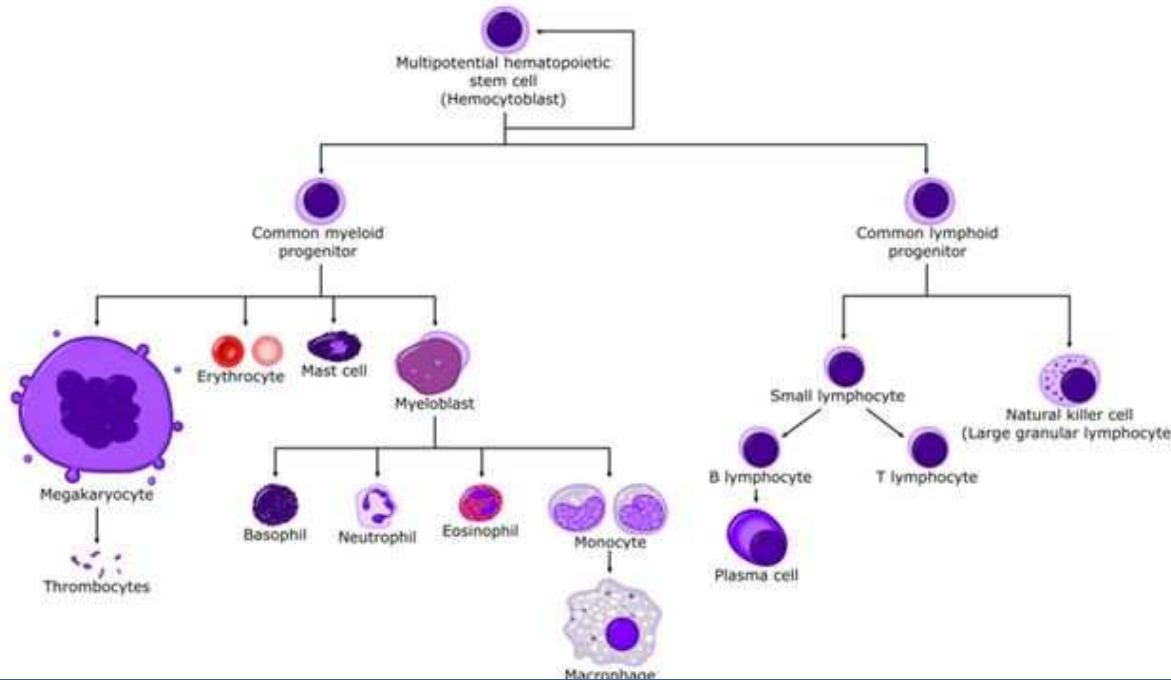 Multipotential hematopoietic
stem cell
(Hemocytoblast)
Common myeloid
progenitor
Common lymphoid
progenitor
Erythrocyte
Mast cell
Myeloblast
Small lymphocyte
Natural killer cell
(Large granular lymphocyte
Megakaryocyte
B lymphocyte
T lymphocyte
Basophil
Neutrophil
Eosinophil
Monocyte
Thrombocytes
Plasma cell
Macrophage